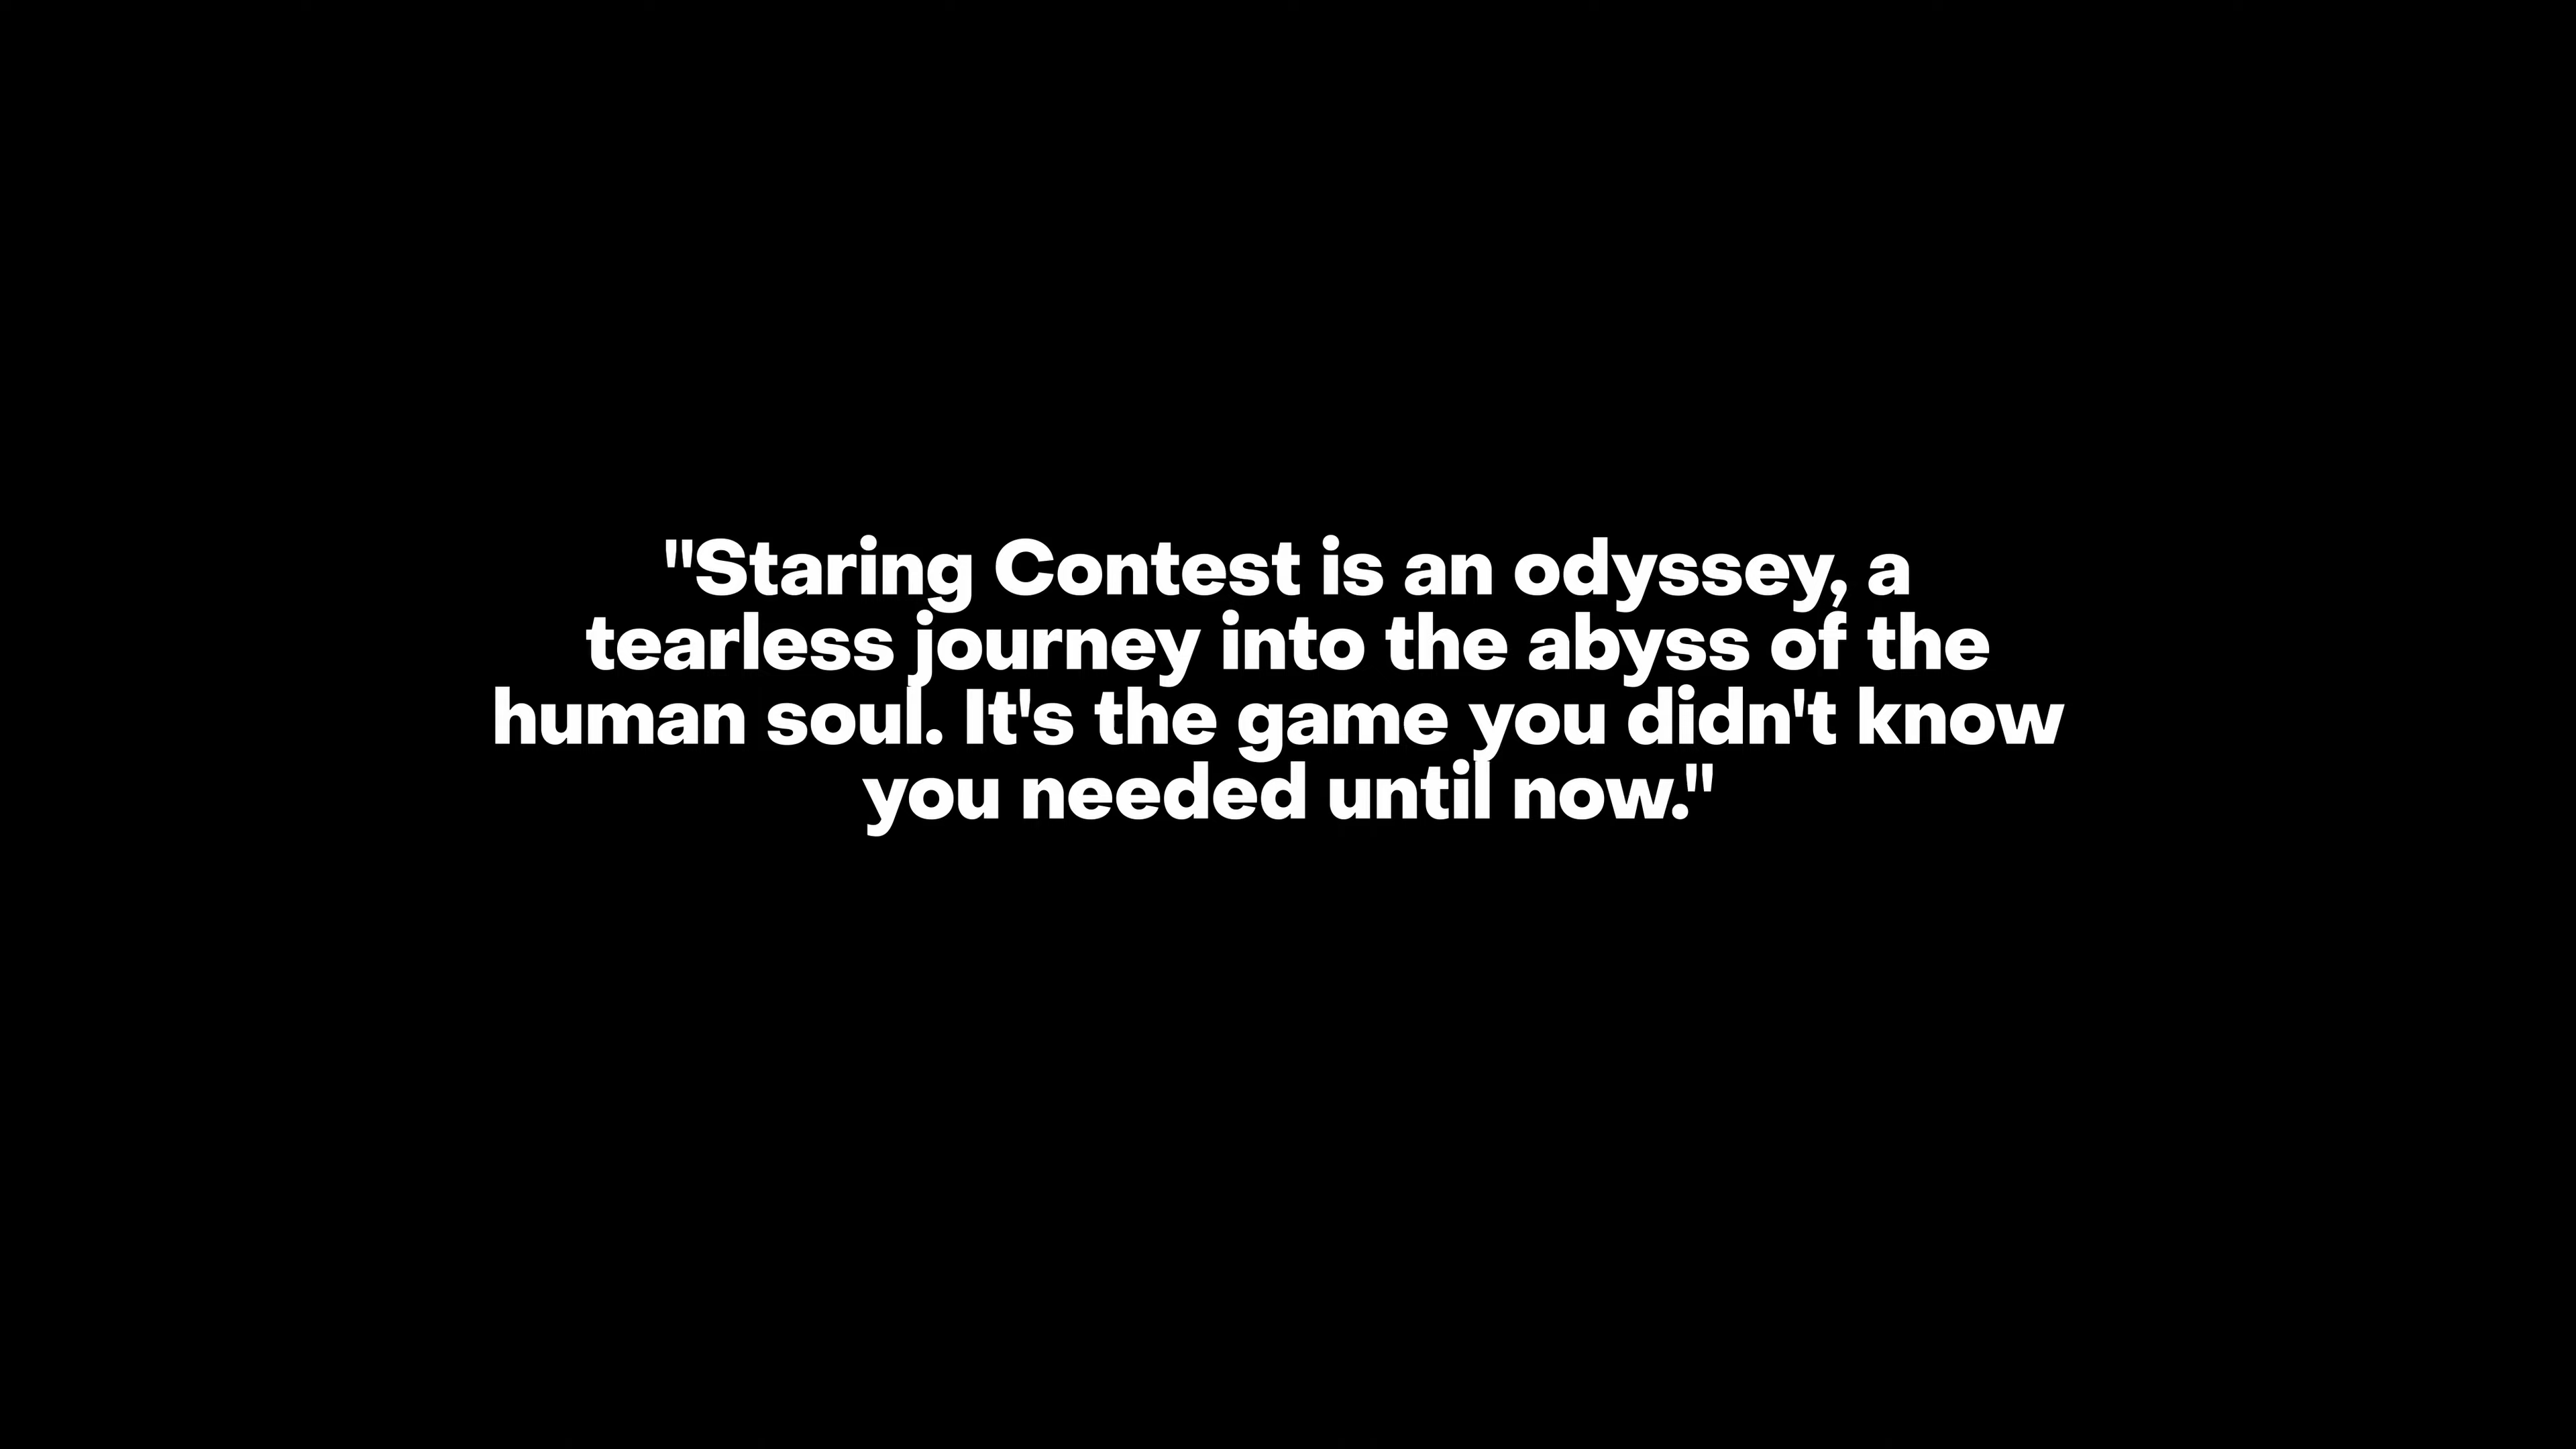 "Staring Contest is an odyssey, a
tearless journey into the abyss of the
human soul. It's the game you didn't know
you needed until now."